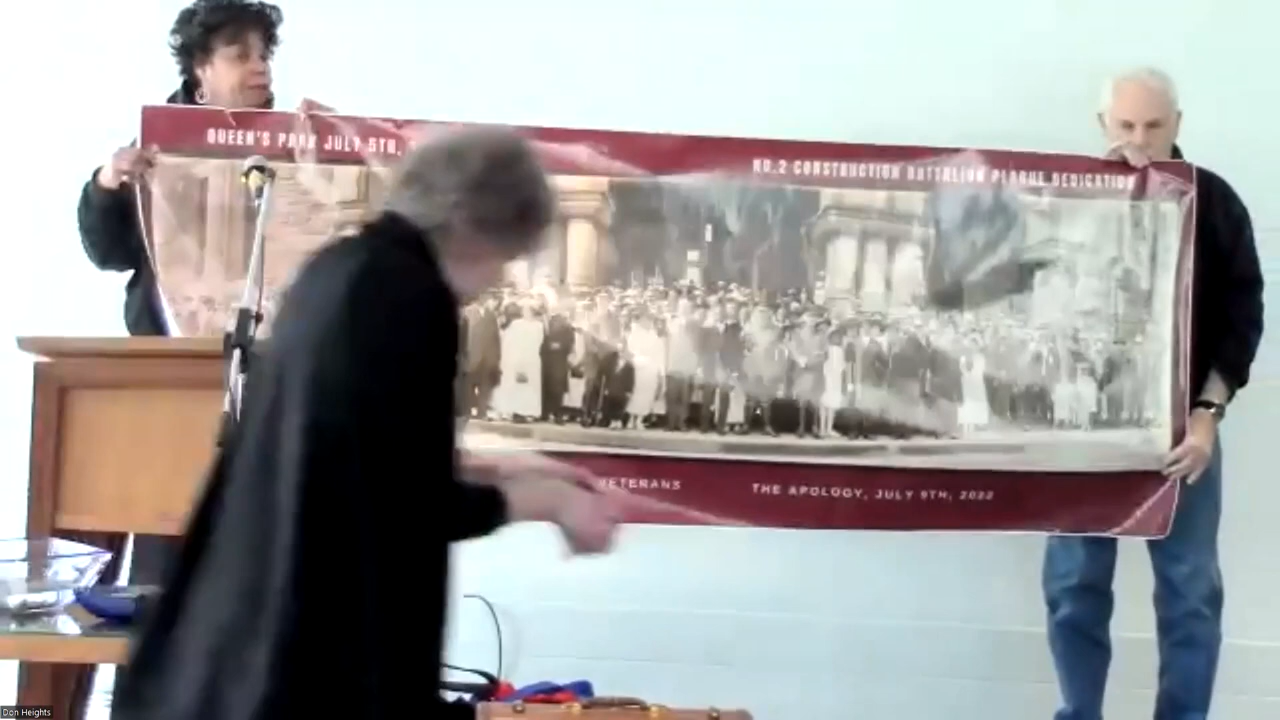 QUEEN'S PARK JULY 5TH,
NO.2 CONSTRUCTION BATTALION PLAQUE DEDICATION
VETERANS
THE APOLOGY, JULY 9TH, 2022
Don Heights